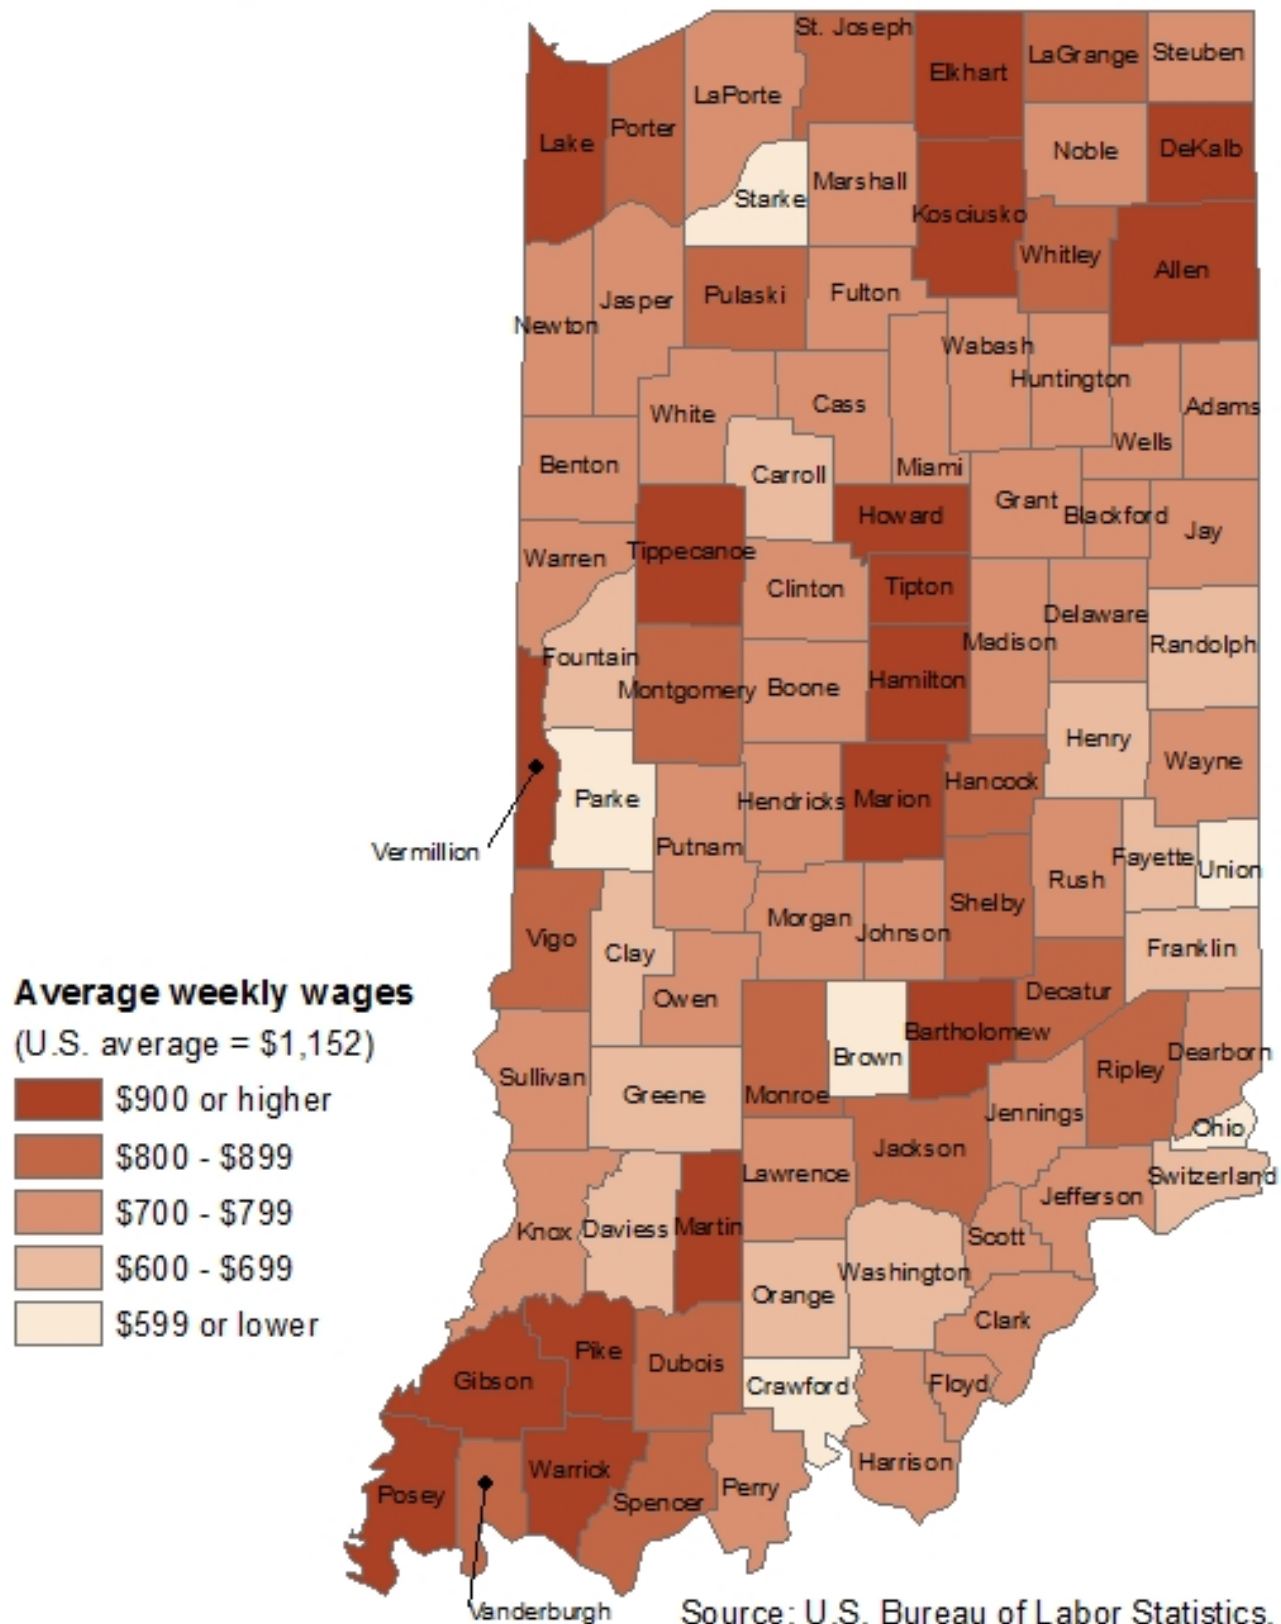 St. Joseph
Elkhart
LaGrange
Steuben
LaPorte
Porter
Lake
Noble
DeKalb
Starke
Marshall
Kosciusko
Whitley
Allen
Pulaski
Fulton
Jasper
Newton
Wabash
Huntington
White
Cass
Adams
Wells
Benton
Carroll
Miami
Grant
Blackford
Howard
Jay
Warren
Tippecanoe
Clinton
Tipton
Delaware
Madison
Randolph
Fountain
Montgomery
Boone
Hamilton
Henry
Wayne
Parke
Hendricks
Marion
Hancock
Vermillion
Putnam
Rush
Fayette
Union
Vigo
Clay
Morgan
Johnson
Shelby
Franklin
Owen
Decatur
Average weekly wages
(U.S. average = $1,152)
$900 or higher
$800 - $899
$700 - $799
$600 - $699
$599 or lower
Sullivan
Greene
Monroe
Brown
Bartholomew
Ripley
Dearborn
Jennings
Ohio
Jackson
Lawrence
Switzerland
Jefferson
Knox
Daviess
Martin
Scott
Washington
Orange
Clark
Pike
Dubois
Gibson
Crawford
Floyd
Harrison
Warrick
Posey
Spencer
Perry
Vanderburgh
Source: U.S. Bureau of Labor Statistics.